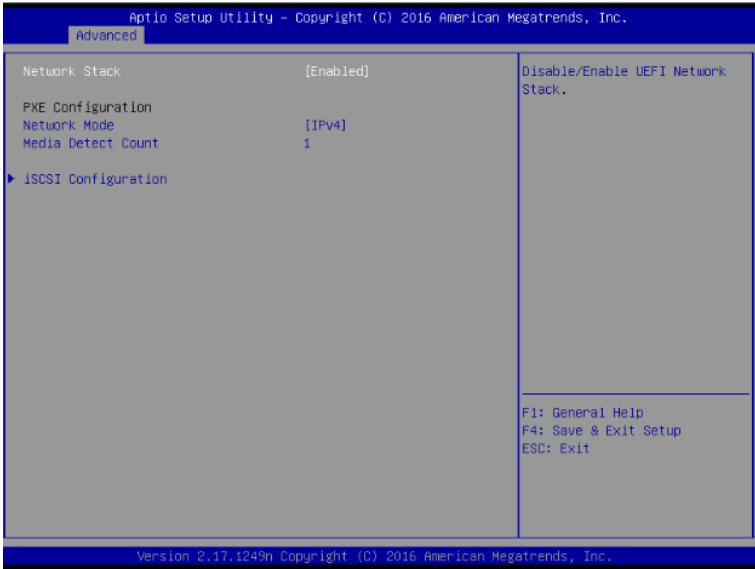 Aptio Setup Utility – Copyright (C) 2016 American Megatrends, Inc.
Advanced
Network Stack [Enabled]
PXE Configuration
Network Mode [IPv4]
Media Detect Count 1
iSCSI Configuration
Disable/Enable UEFI Network
Stack.
F1: General Help
F4: Save & Exit Setup
ESC: Exit
Version 2.17.1249n Copyright (C) 2016 American Megatrends, Inc.